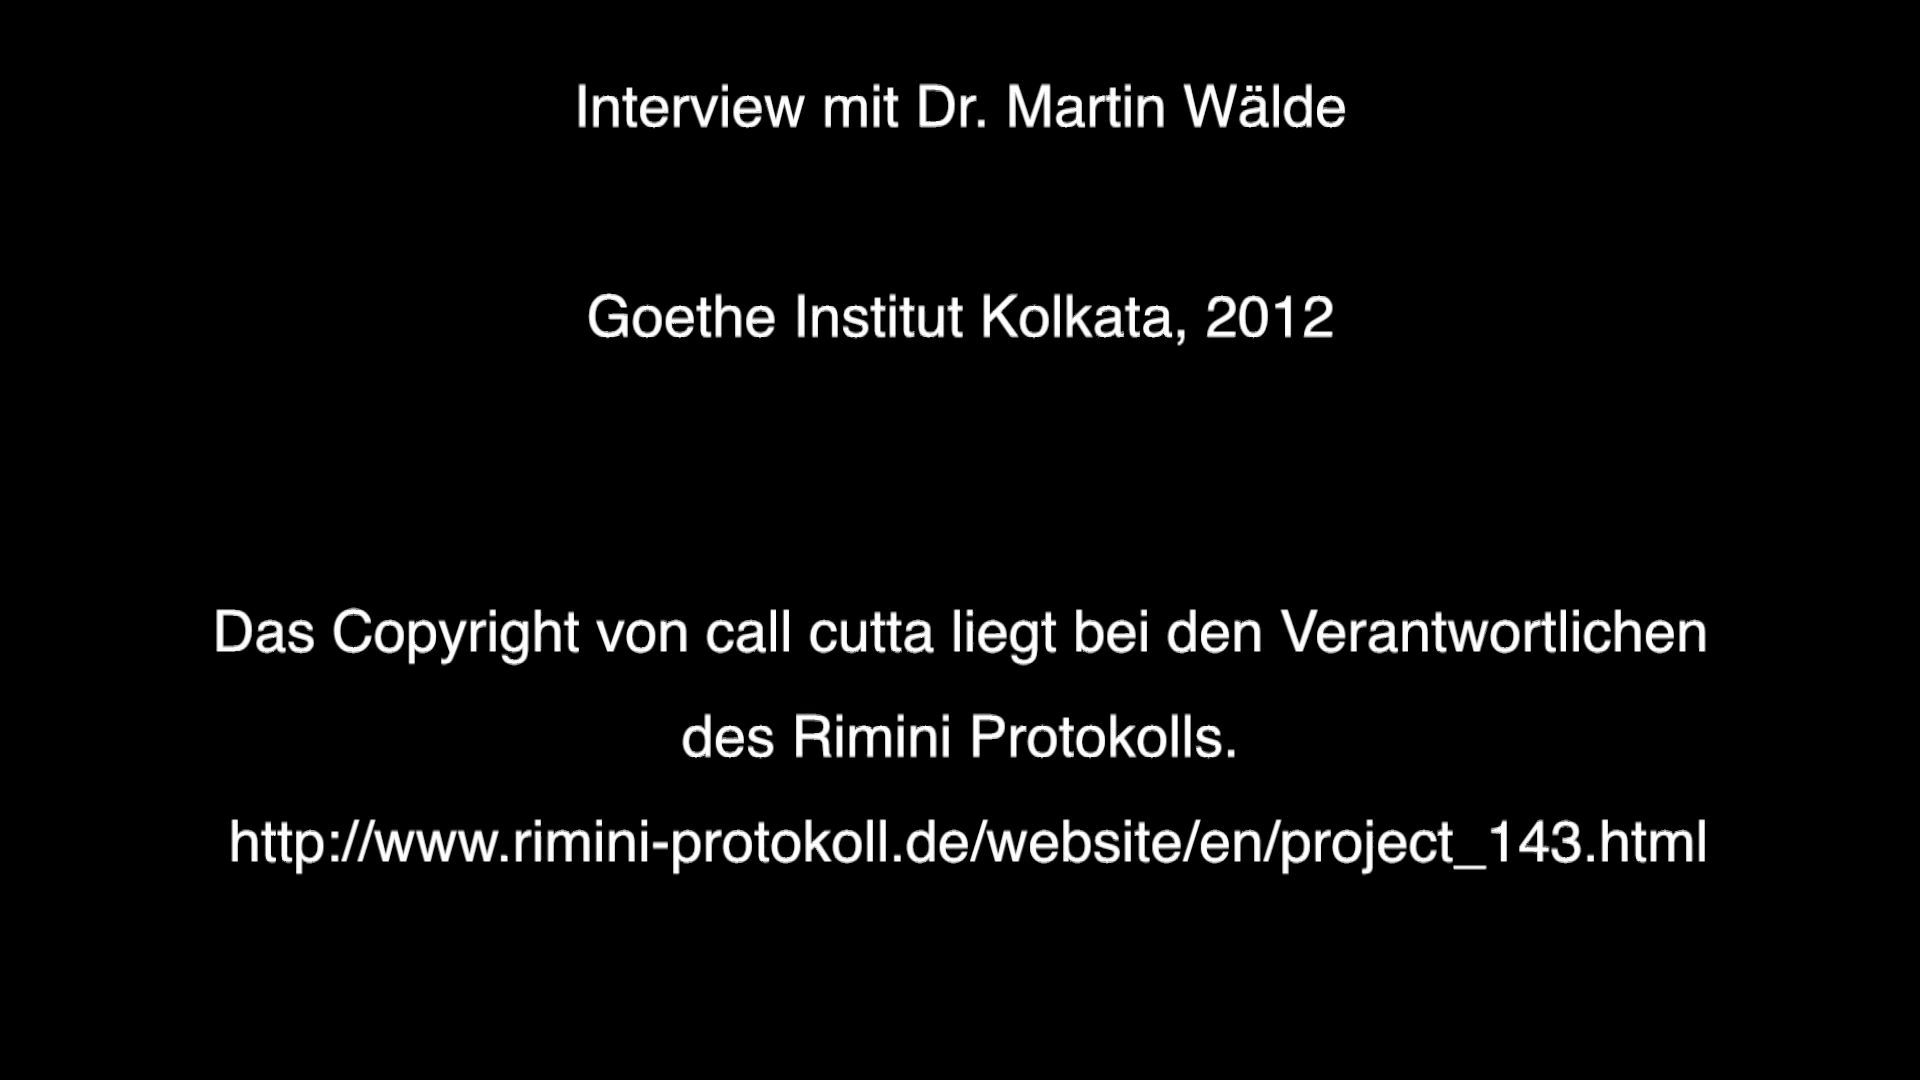 Interview mit Dr. Martin Wälde
Goethe Institut Kolkata, 2012
Das Copyright von call cutta liegt bei den Verantwortlichen
des Rimini Protokolls.
http://www.rimini-protokoll.de/website/en/project_143.html